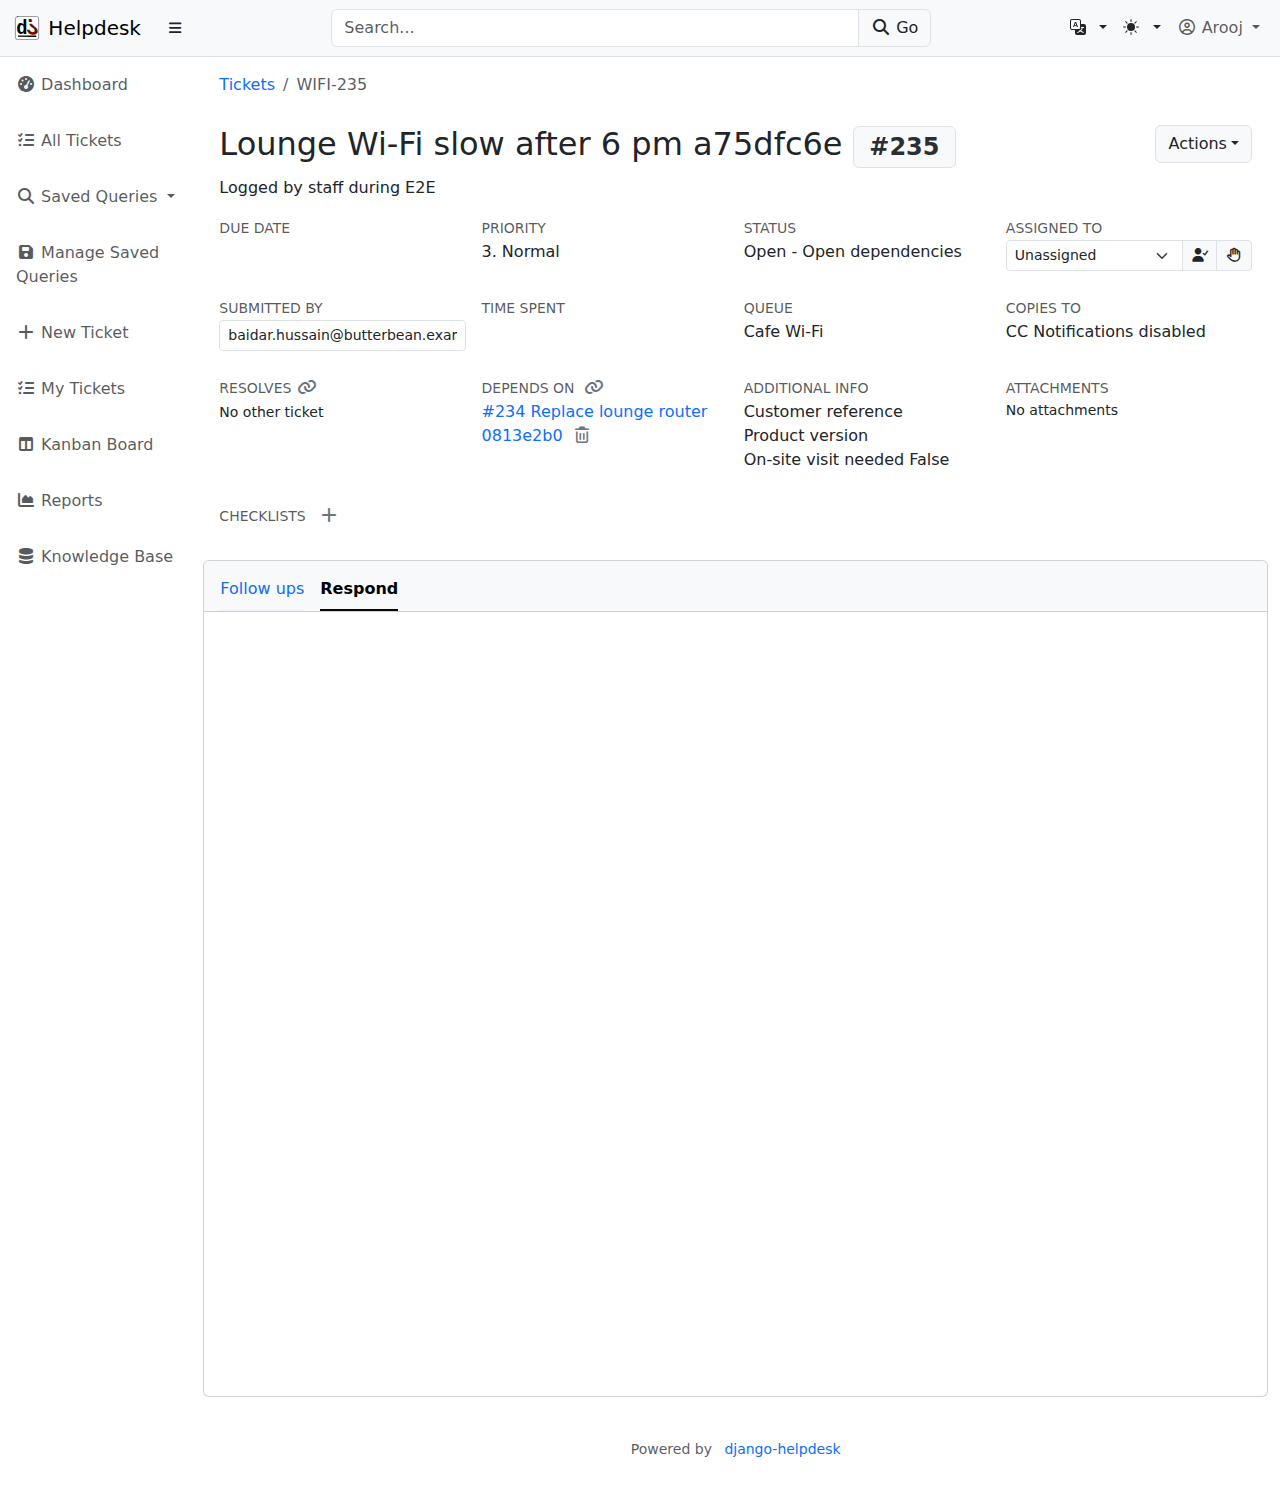 Helpdesk
Search...
Go
Arooj
Dashboard
All Tickets
Saved Queries
Manage Saved
Queries
New Ticket
My Tickets
Kanban Board
Reports
Knowledge Base
Tickets / WIFI-235
Lounge Wi-Fi slow after 6 pm a75dfc6e #235
Actions
Logged by staff during E2E
DUE DATE
PRIORITY
3. Normal
STATUS
Open - Open dependencies
ASSIGNED TO
Unassigned
SUBMITTED BY
baidar.hussain@butterbean.exar
TIME SPENT
QUEUE
Cafe Wi-Fi
COPIES TO
CC Notifications disabled
RESOLVES
No other ticket
DEPENDS ON
#234 Replace lounge router
0813e2b0
ADDITIONAL INFO
Customer reference
Product version
On-site visit needed False
ATTACHMENTS
No attachments
CHECKLISTS
Follow ups
Respond
Powered by django-helpdesk